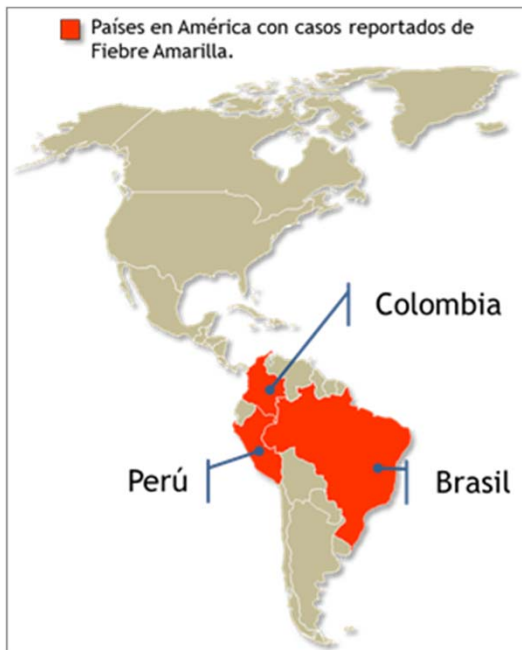 Países en América con casos reportados de
Fiebre Amarilla.
Colombia
Perú
Brasil